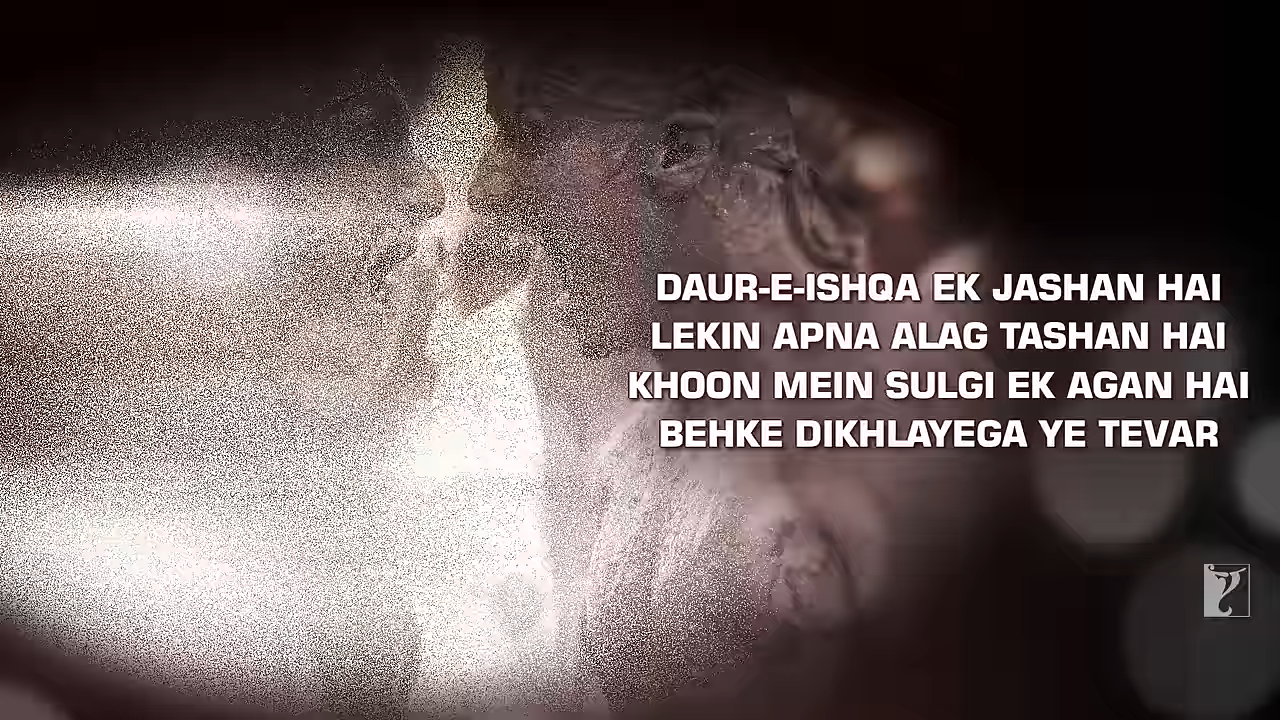 DAUR-E-ISHQA EK JASHAN HAI
LEKIN APNA ALAG TASHAN HAI
KHOON MEIN SULGI EK AGAN HAI
BEHKE DIKHLAYEGA YE TEVAR